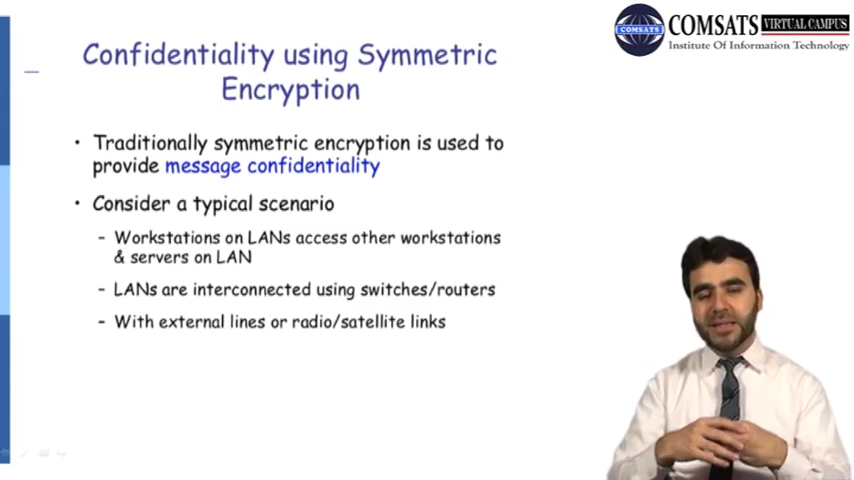 COMSATS VIRTUAL CAMPUS
COMSATS
Institute Of Information Technology
Confidentiality using Symmetric
Encryption
• Traditionally symmetric encryption is used to
provide message confidentiality
• Consider a typical scenario
– Workstations on LANs access other workstations
& servers on LAN
– LANs are interconnected using switches/routers
– With external lines or radio/satellite links